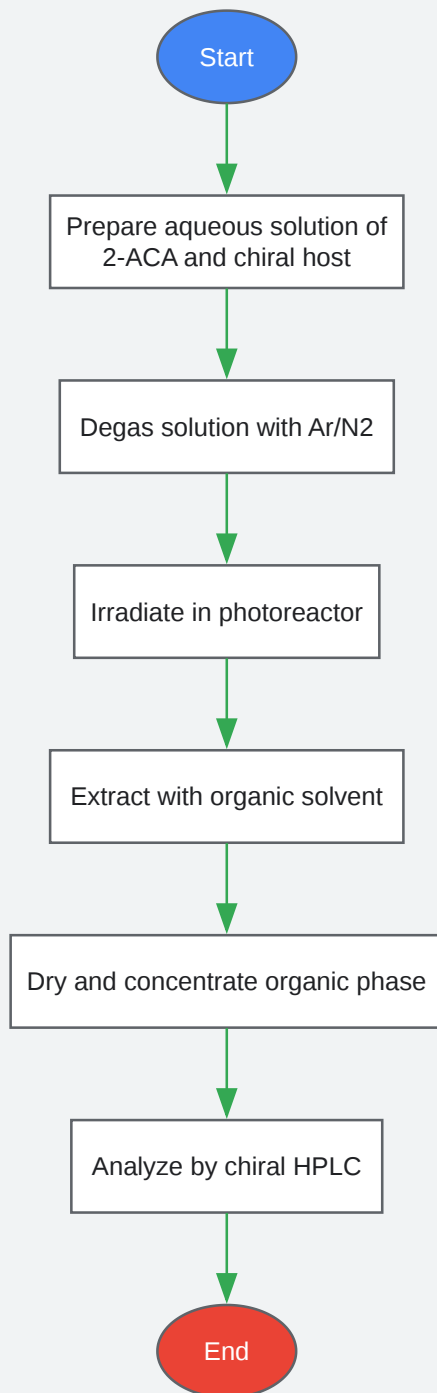 Start
Prepare aqueous solution of
2-ACA and chiral host
Degas solution with Ar/N2
Irradiate in photoreactor
Extract with organic solvent
Dry and concentrate organic phase
Analyze by chiral HPLC
End